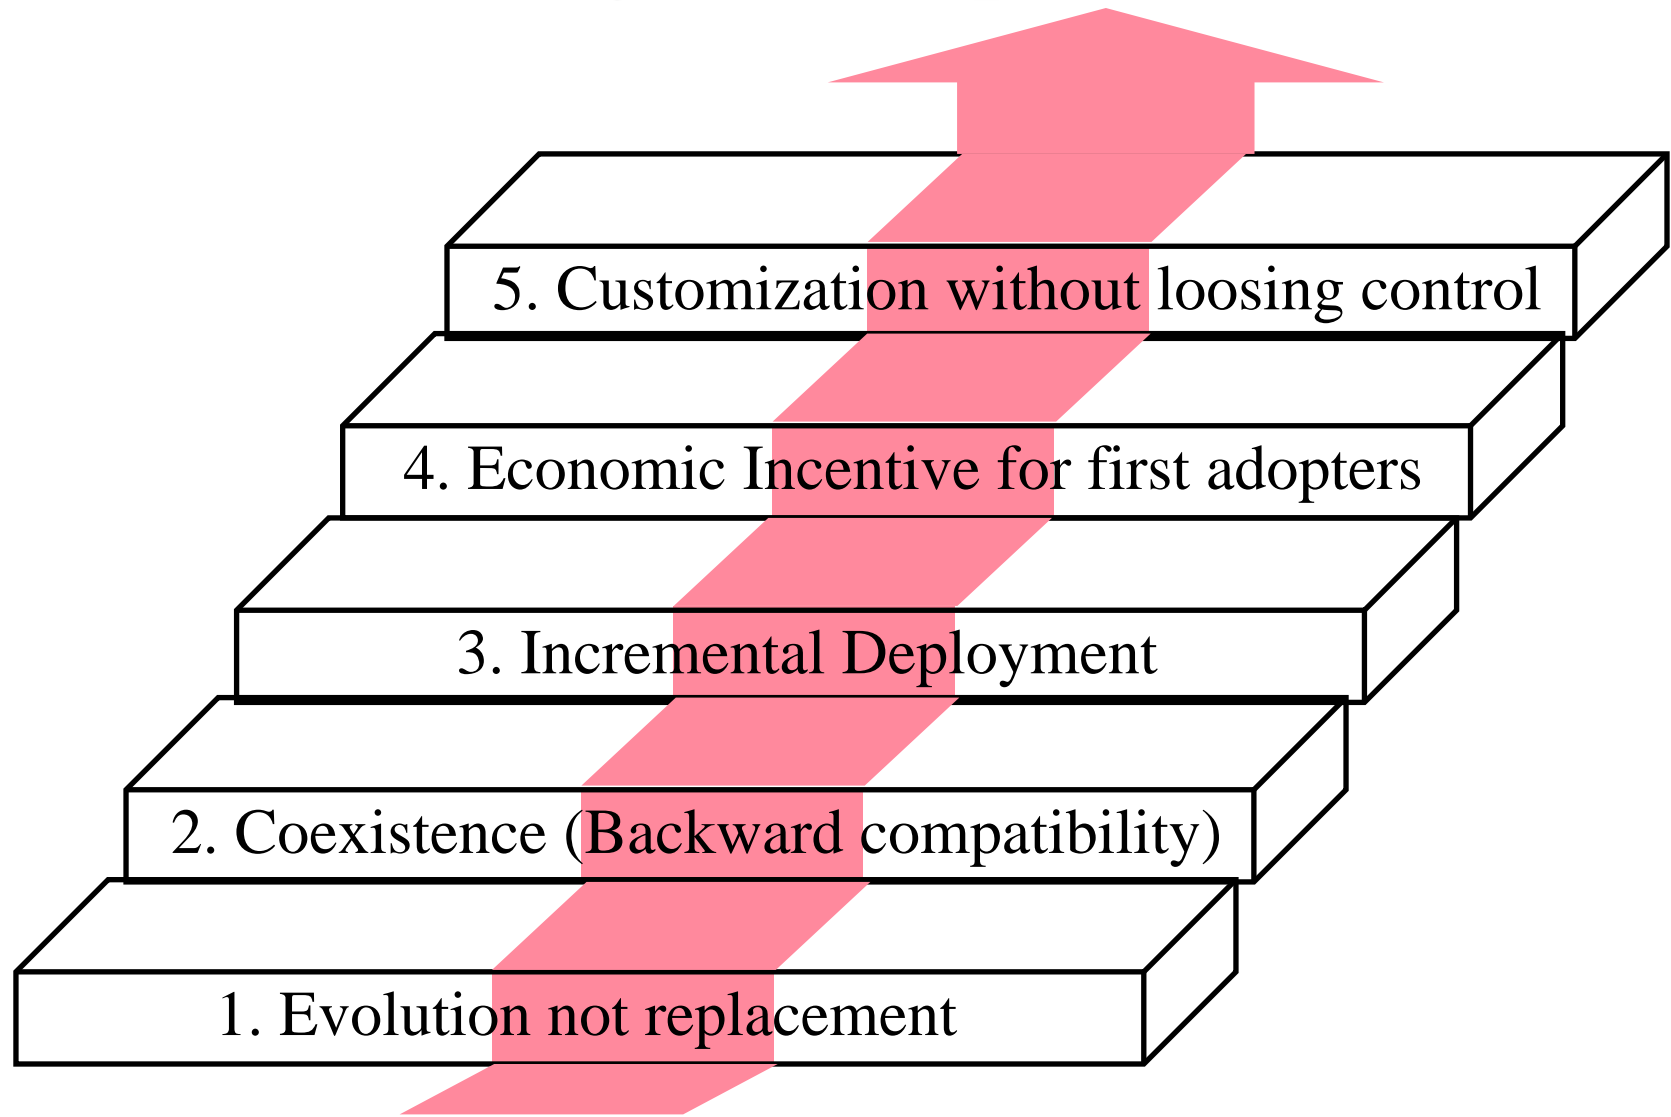 5. Customization without loosing control
4. Economic Incentive for first adopters
3. Incremental Deployment
2. Coexistence (Backward compatibility)
1. Evolution not replacement